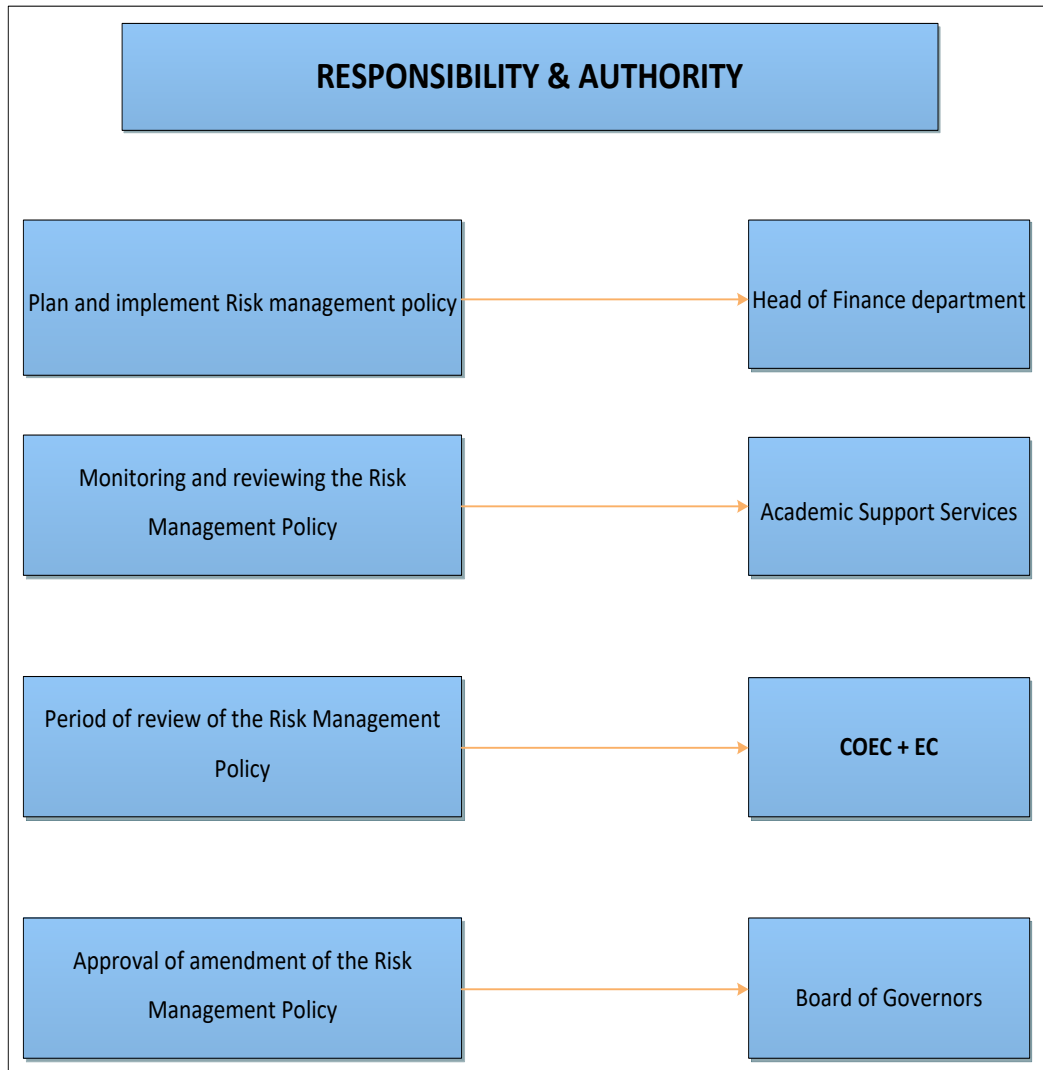 RESPONSIBILITY & AUTHORITY
Plan and implement Risk management policy
Head of Finance department
Monitoring and reviewing the Risk
Management Policy
Academic Support Services
Period of review of the Risk Management
Policy
COEC + EC
Approval of amendment of the Risk
Management Policy
Board of Governors